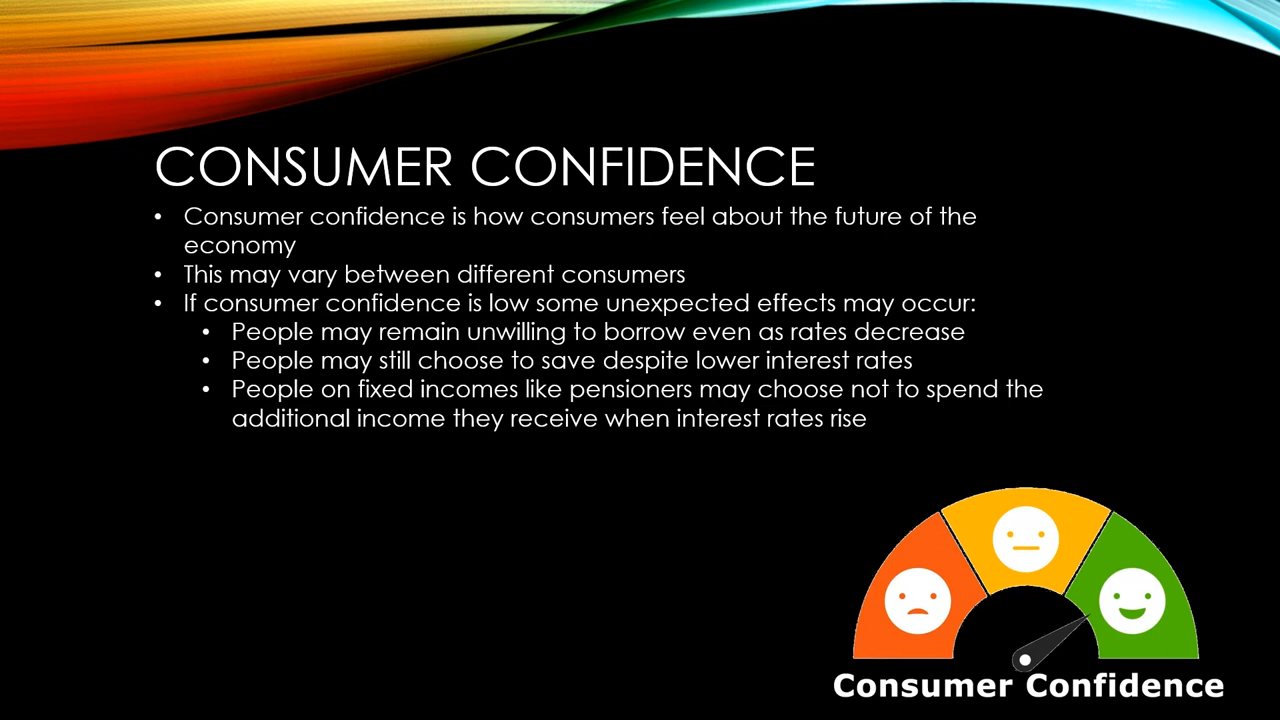 CONSUMER CONFIDENCE
• Consumer confidence is how consumers feel about the future of the
economy
• This may vary between different consumers
• If consumer confidence is low some unexpected effects may occur:
• People may remain unwilling to borrow even as rates decrease
• People may still choose to save despite lower interest rates
• People on fixed incomes like pensioners may choose not to spend the
additional income they receive when interest rates rise
Consumer Confidence